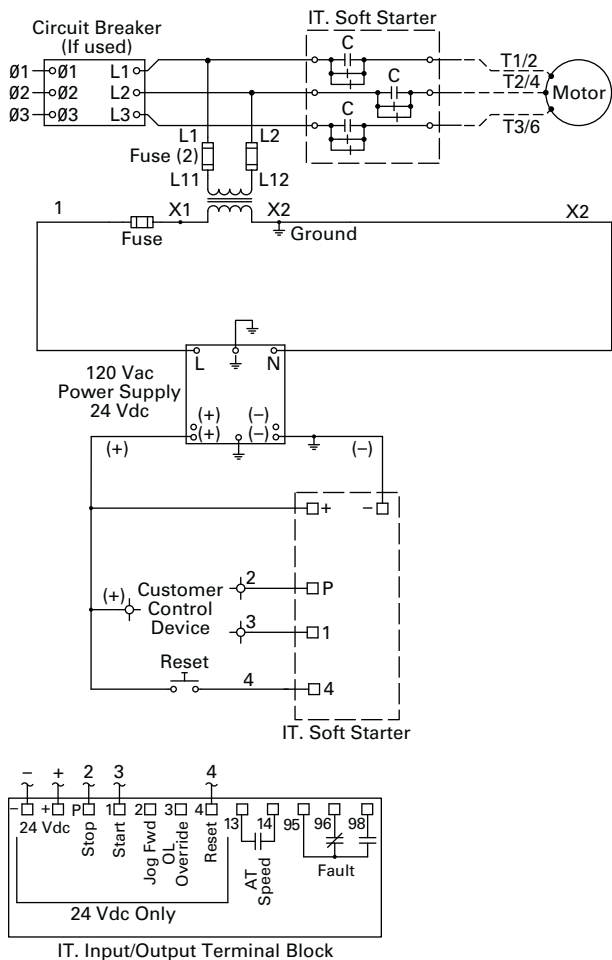 IT. Soft Starter
Circuit Breaker
(If used)
C
T1/2
Ø1 Ø1 L1
C
T2/4
Ø2 Ø2 L2
Motor
Ø3 Ø3 L3
C
T3/6
L1 L2
Fuse (2)
L11 L12
1 X1 X2 X2
Fuse Ground
L N
120 Vac
Power Supply
24 Vdc
(+) (–)
(+) (–)
(+) (–)
+ –
2
P
(+) Customer
Control
Device
3
1
Reset
4
4
IT. Soft Starter
– + 2 3 4
– + P 1 2 3 4 13 14 95 96 98
24 Vdc
Stop
Start
Jog Fwd
OL
Override
Reset
AT
Speed
Fault
24 Vdc Only
IT. Input/Output Terminal Block